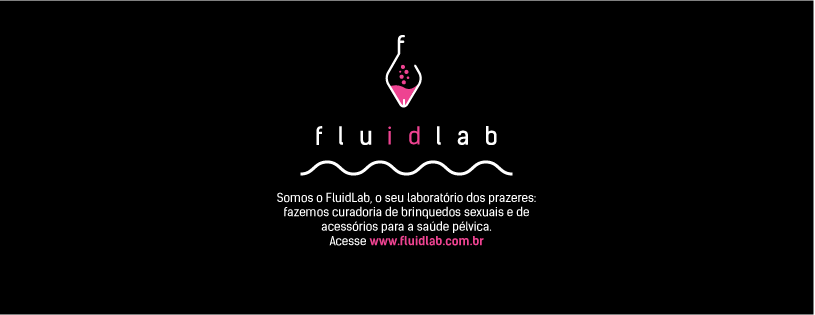 f
fluidlab
Somos o FluidLab, o seu laboratório dos prazeres:
fazemos curadoria de brinquedos sexuais e de
acessórios para a saúde pélvica.
Acesse www.fluidlab.com.br